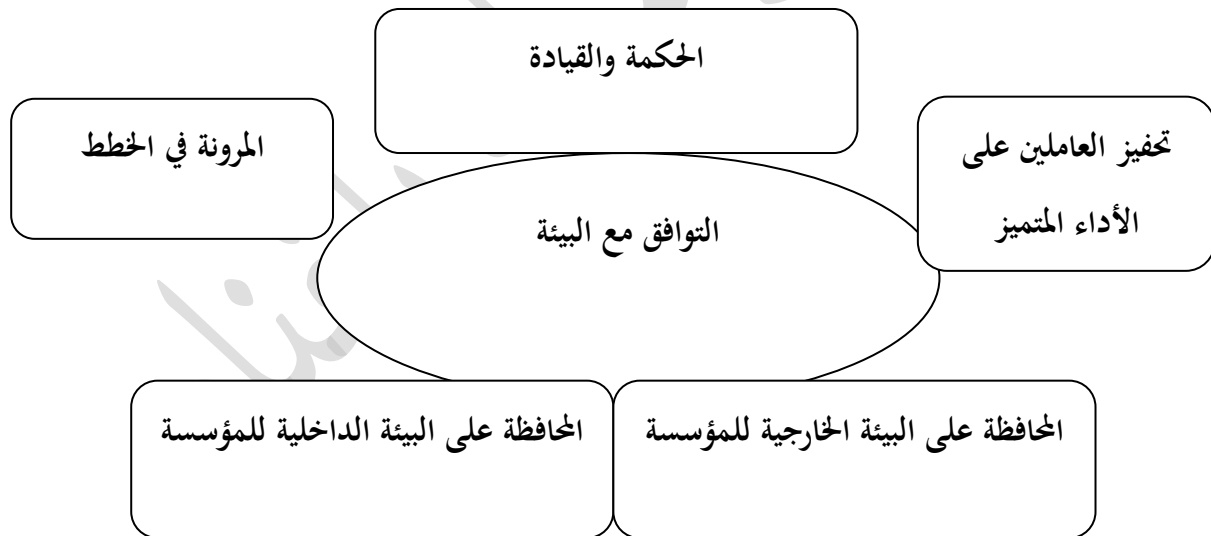 الحكمة والقيادة
تحفيز العاملين على
الأداء المتميز
المرونة في الخطط
التوافق مع البيئة
المحافظة على البيئة الخارجية للمؤسسة
المحافظة على البيئة الداخلية للمؤسسة